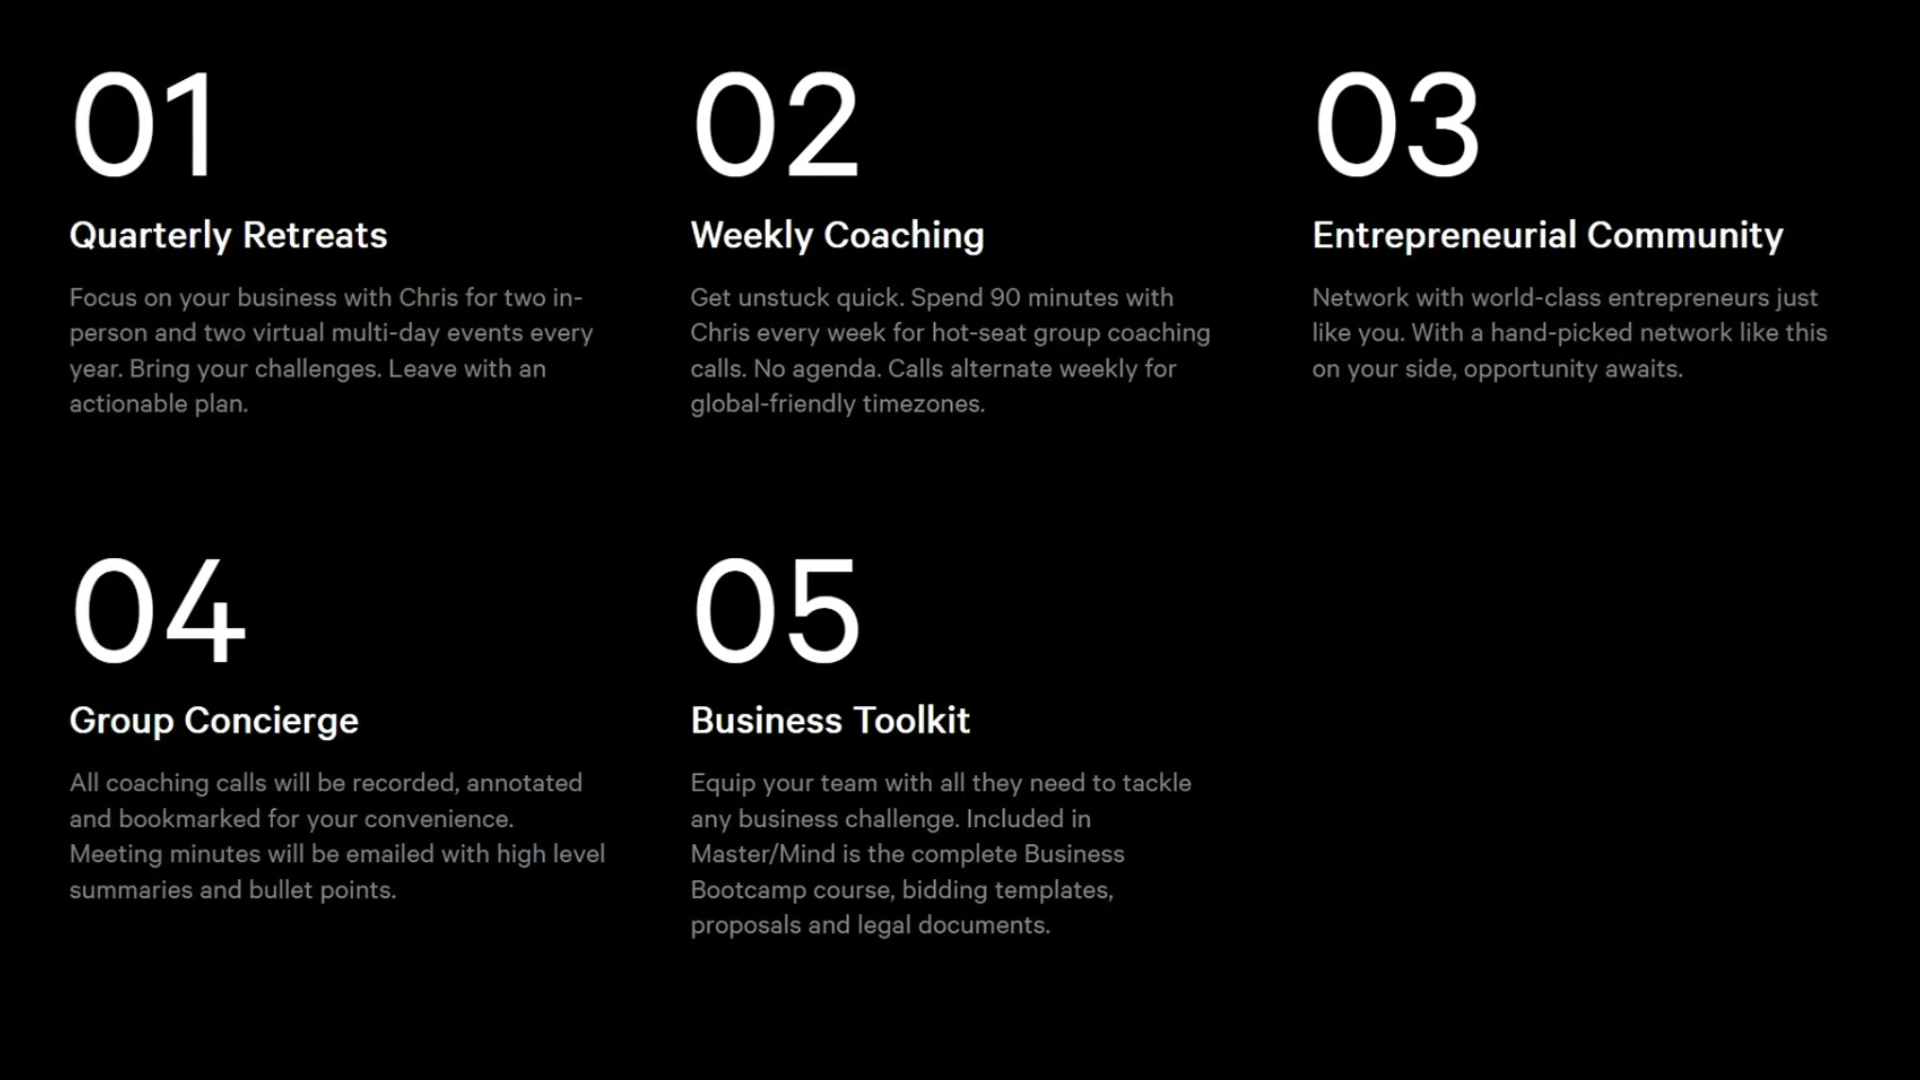 01
Quarterly Retreats
Focus on your business with Chris for two in-
person and two virtual multi-day events every
year. Bring your challenges. Leave with an
actionable plan.
02
Weekly Coaching
Get unstuck quick. Spend 90 minutes with
Chris every week for hot-seat group coaching
calls. No agenda. Calls alternate weekly for
global-friendly timezones.
03
Entrepreneurial Community
Network with world-class entrepreneurs just
like you. With a hand-picked network like this
on your side, opportunity awaits.
04
Group Concierge
All coaching calls will be recorded, annotated
and bookmarked for your convenience.
Meeting minutes will be emailed with high level
summaries and bullet points.
05
Business Toolkit
Equip your team with all they need to tackle
any business challenge. Included in
Master/Mind is the complete Business
Bootcamp course, bidding templates,
proposals and legal documents.